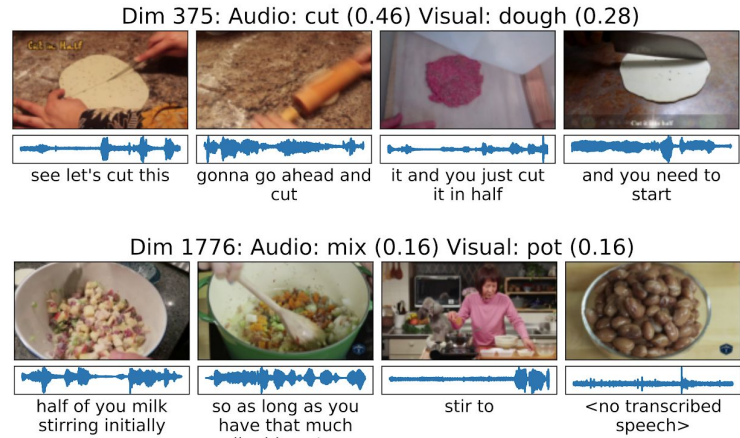 Dim 375: Audio: cut (0.46) Visual: dough (0.28)
Cut in Half
Cut in half
see let's cut this
gonna go ahead and
cut
it and you just cut
it in half
and you need to
start
Dim 1776: Audio: mix (0.16) Visual: pot (0.16)
half of you milk
stirring initially
so as long as you
have that much
stir to
<no transcribed
speech>